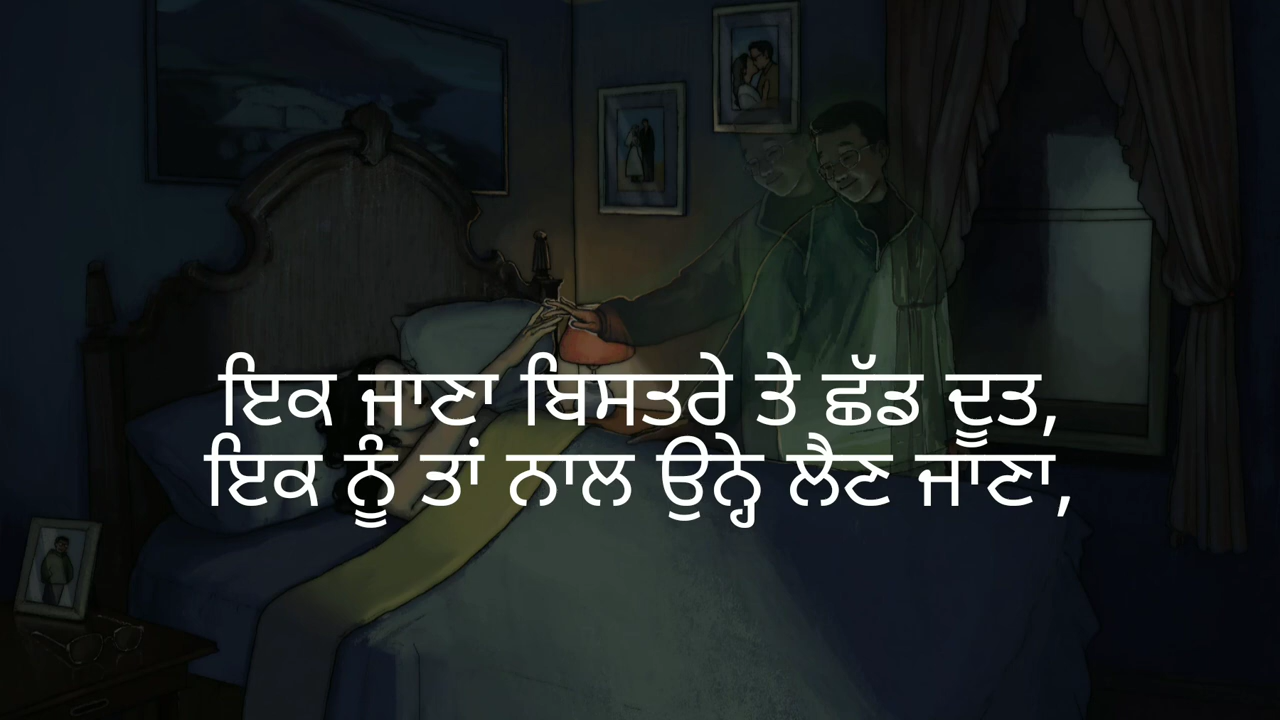 ਇਕ ਜਾਣਾ ਬਿਸਤਰੇ ਤੇ ਛੱਡ ਦੂਤ,
ਇਕ ਨੂੰ ਤਾਂ ਨਾਲ ਉਨ੍ਹੇ ਲੈਣ ਜਾਣਾ,